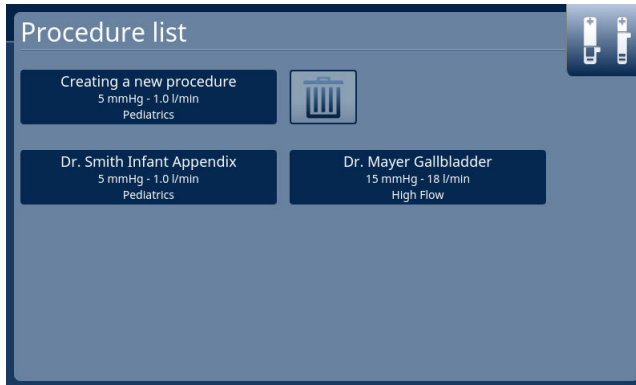 Procedure list
Creating a new procedure
5 mmHg - 1.0 l/min
Pediatrics
Dr. Smith Infant Appendix
5 mmHg - 1.0 l/min
Pediatrics
Dr. Mayer Gallbladder
15 mmHg - 18 l/min
High Flow